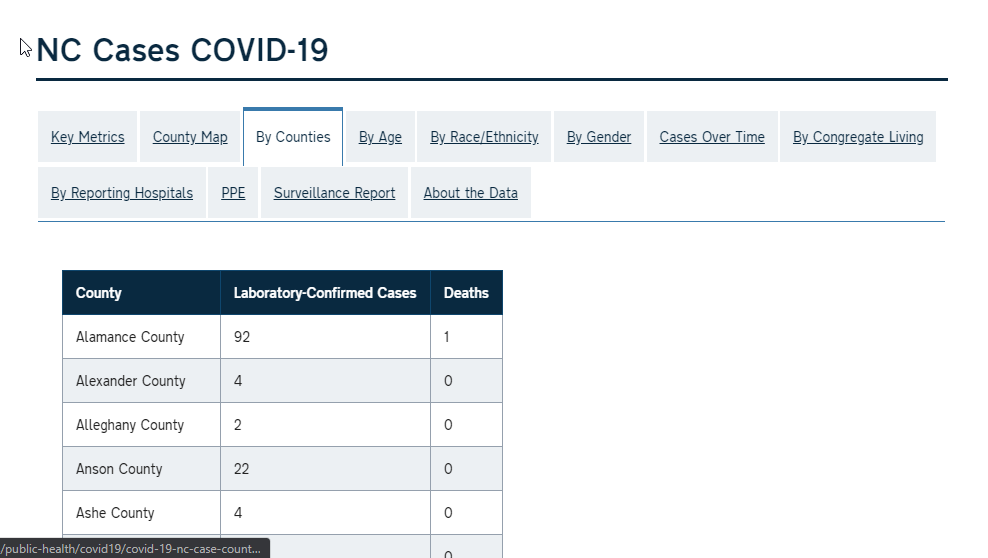 NC Cases COVID-19
Key Metrics County Map By Counties By Age By Race/Ethnicity By Gender Cases Over Time By Congregate Living
By Reporting Hospitals PPE Surveillance Report About the Data
County Laboratory-Confirmed Cases Deaths
Alamance County 92 1
Alexander County 4 0
Alleghany County 2 0
Anson County 22 0
Ashe County 4 0
0
/public-health/covid19/covid-19-nc-case-count...